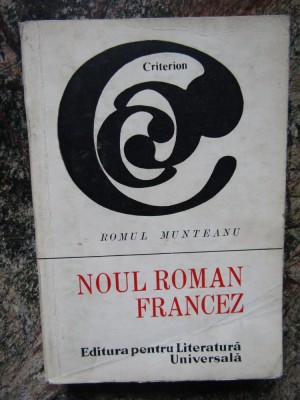 Criterion
ROMUL MUNTEANU
NOUL ROMAN
FRANCEZ
Editura pentru Literatură
Universală